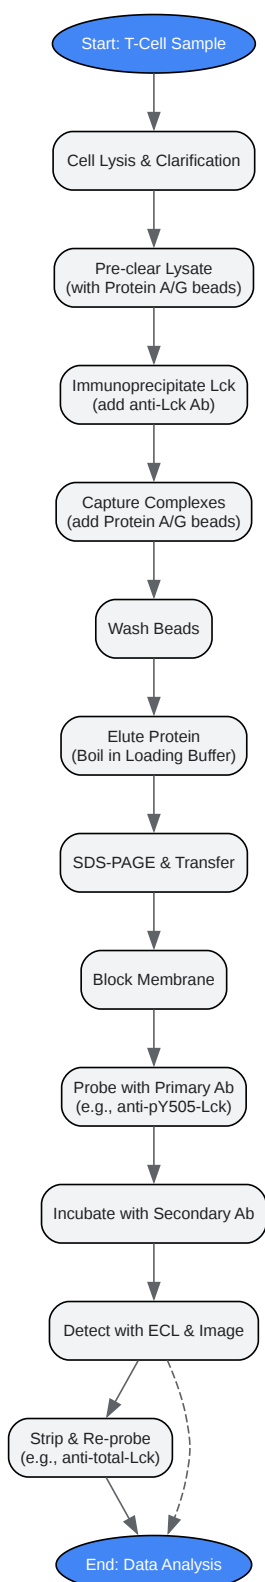 Start: T-Cell Sample
Cell Lysis & Clarification
Pre-clear Lysate
(with Protein A/G beads)
Immunoprecipitate Lck
(add anti-Lck Ab)
Capture Complexes
(add Protein A/G beads)
Wash Beads
Elute Protein
(Boil in Loading Buffer)
SDS-PAGE & Transfer
Block Membrane
Probe with Primary Ab
(e.g., anti-pY505-Lck)
Incubate with Secondary Ab
Detect with ECL & Image
Strip & Re-probe
(e.g., anti-total-Lck)
End: Data Analysis